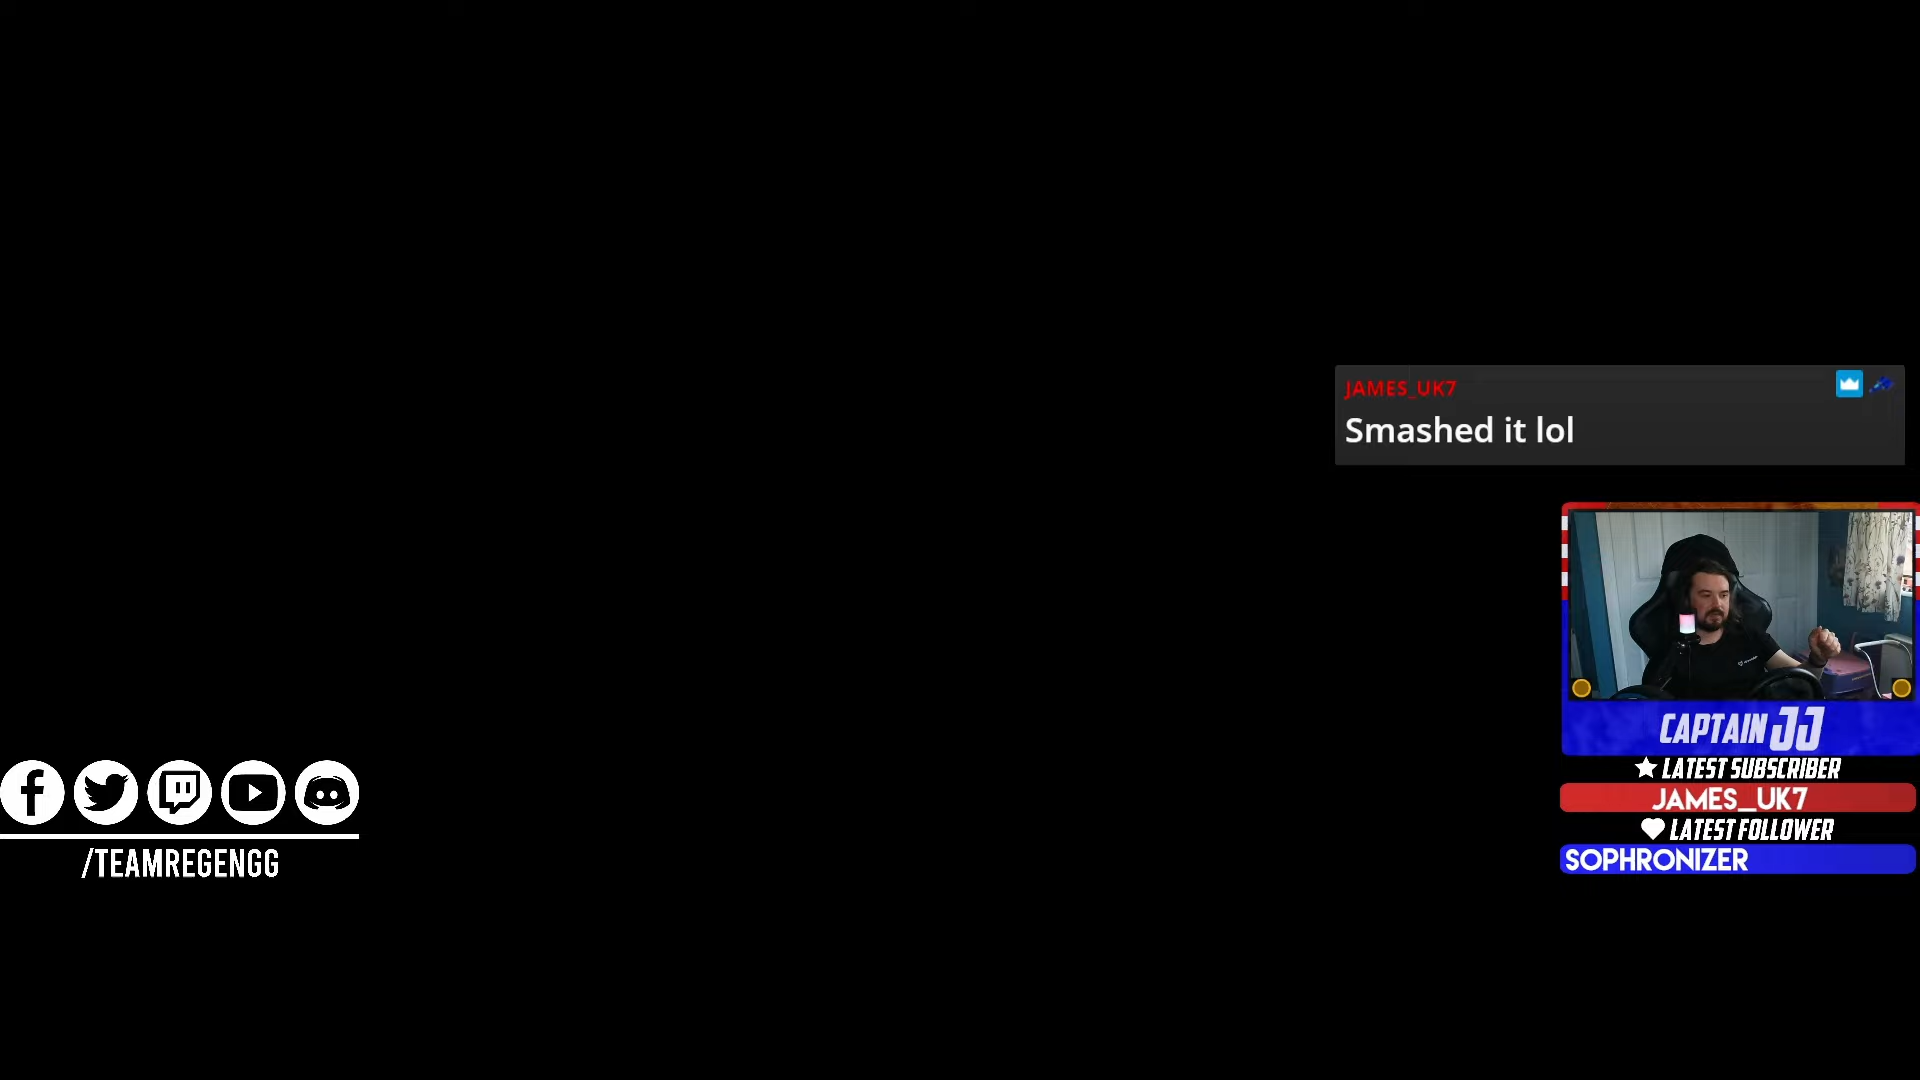 JAMES_UK7
Smashed it lol
CAPTAIN JJ
LATEST SUBSCRIBER
JAMES_UK7
LATEST FOLLOWER
SOPHRONIZER
/TEAMREGENGG